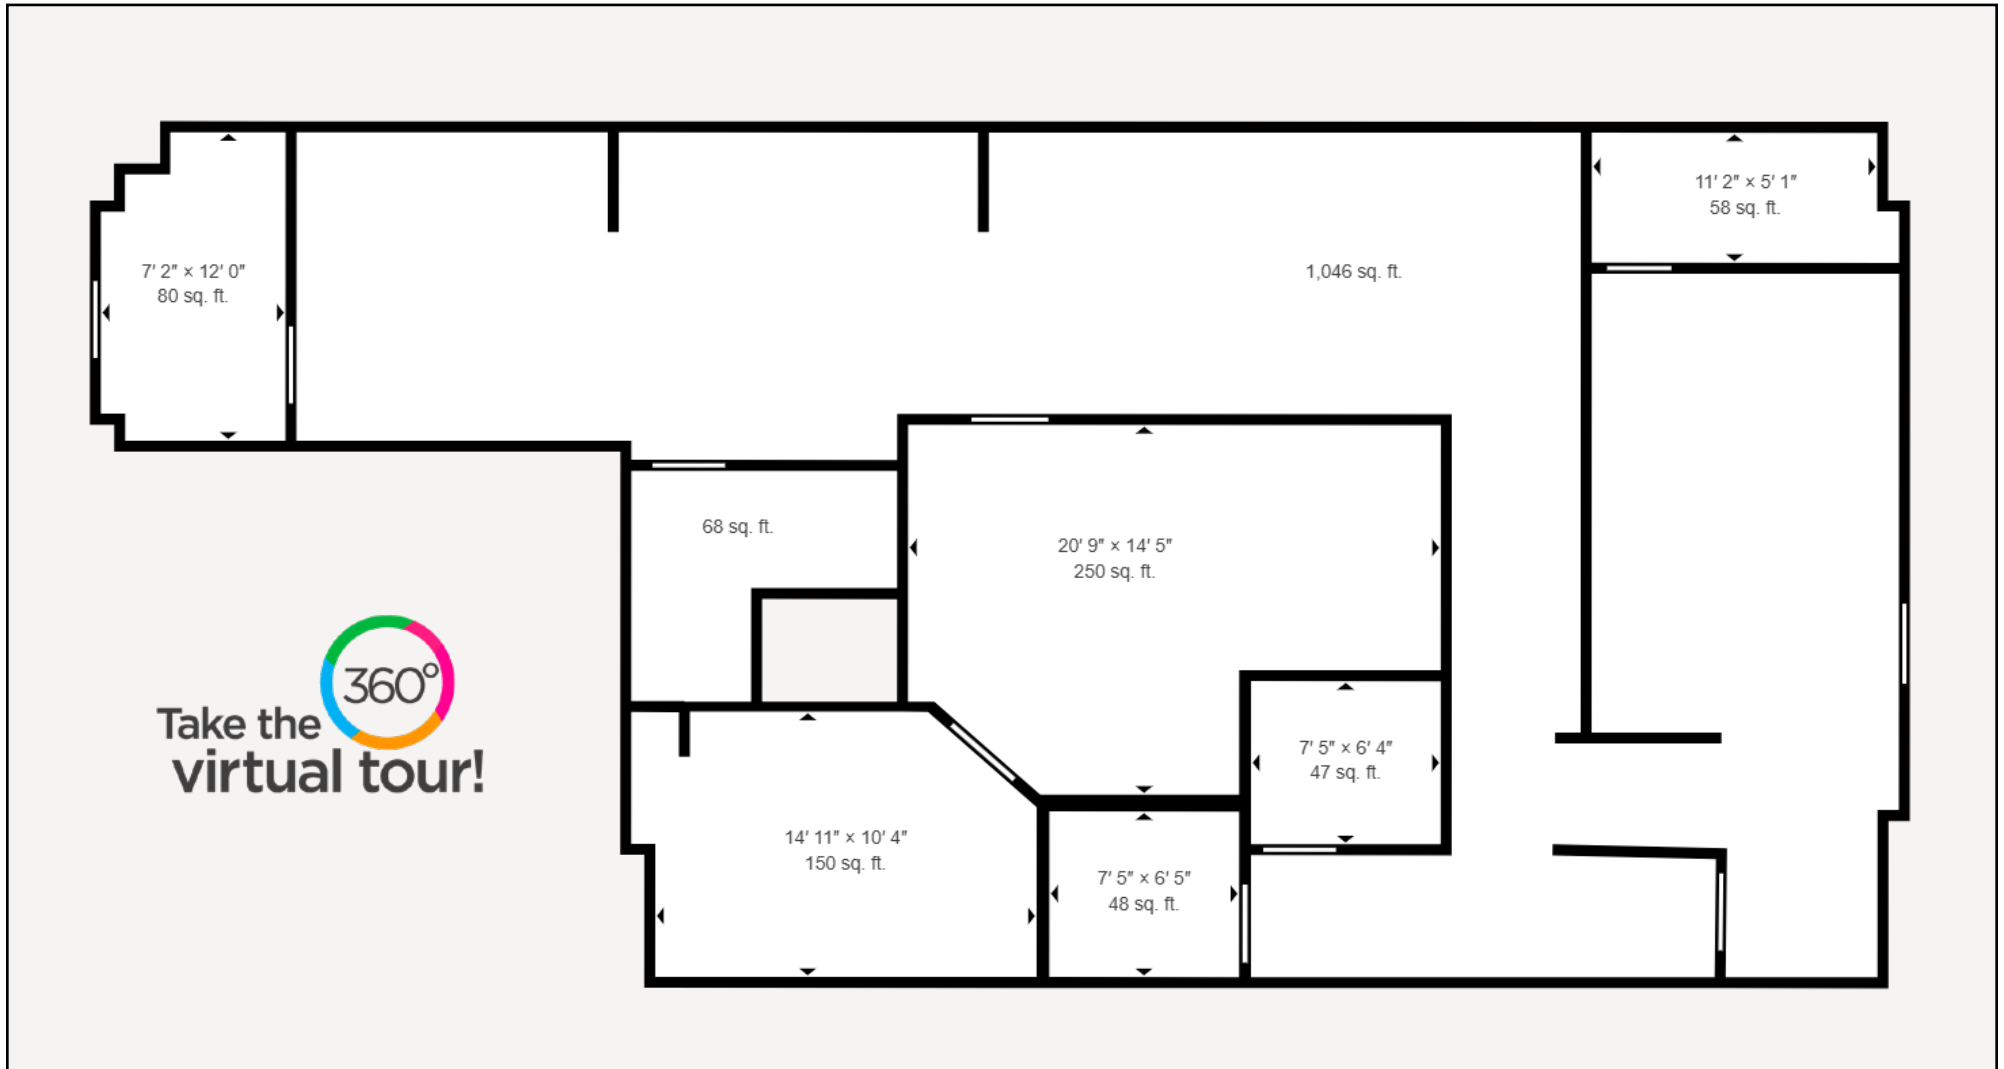 11' 2" × 5' 1"
58 sq. ft.
7' 2" × 12' 0"
80 sq. ft.
1,046 sq. ft.
68 sq. ft.
20' 9" × 14' 5"
250 sq. ft.
360°
Take the
virtual tour!
7' 5" × 6' 4"
47 sq. ft.
14' 11" × 10' 4"
150 sq. ft.
7' 5" × 6' 5"
48 sq. ft.